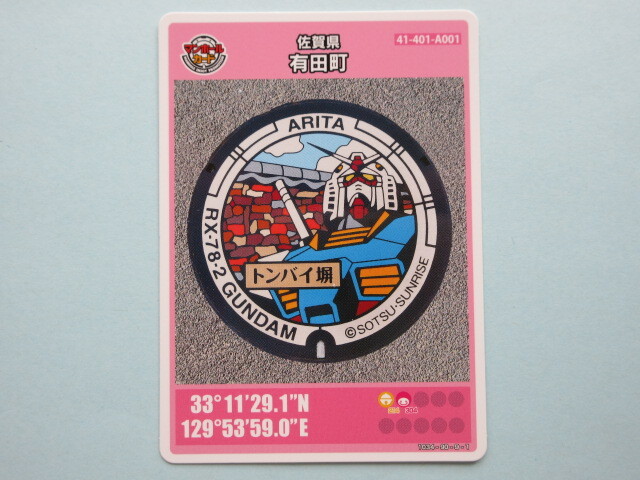 マンホール
カード
佐賀県
有田町
41-401-A001
ARITA
RX-78-2 GUNDAM
トンバイ塀
©SOTSU・SUNRISE
33°11'29.1"N
129°53'59.0"E